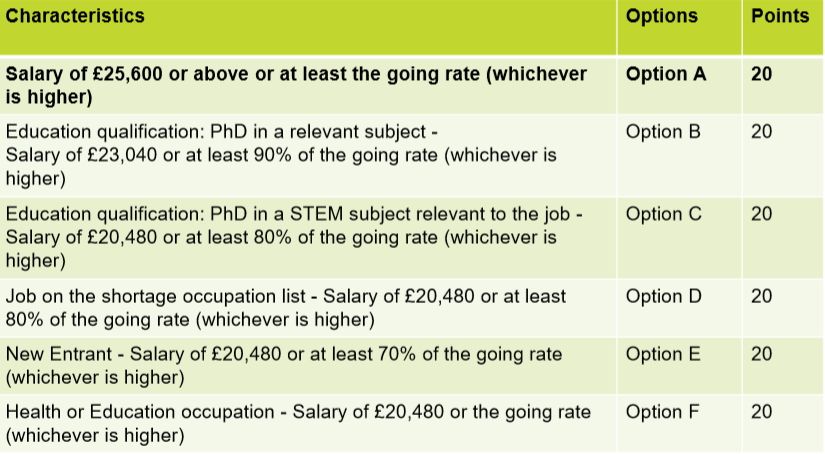 Characteristics Options Points
Salary of £25,600 or above or at least the going rate (whichever Option A 20
is higher)
Education qualification: PhD in a relevant subject - Option B 20
Salary of £23,040 or at least 90% of the going rate (whichever is
higher)
Education qualification: PhD in a STEM subject relevant to the job - Option C 20
Salary of £20,480 or at least 80% of the going rate (whichever is
higher)
Job on the shortage occupation list - Salary of £20,480 or at least Option D 20
80% of the going rate (whichever is higher)
New Entrant - Salary of £20,480 or at least 70% of the going rate Option E 20
(whichever is higher)
Health or Education occupation - Salary of £20,480 or the going rate Option F 20
(whichever is higher)